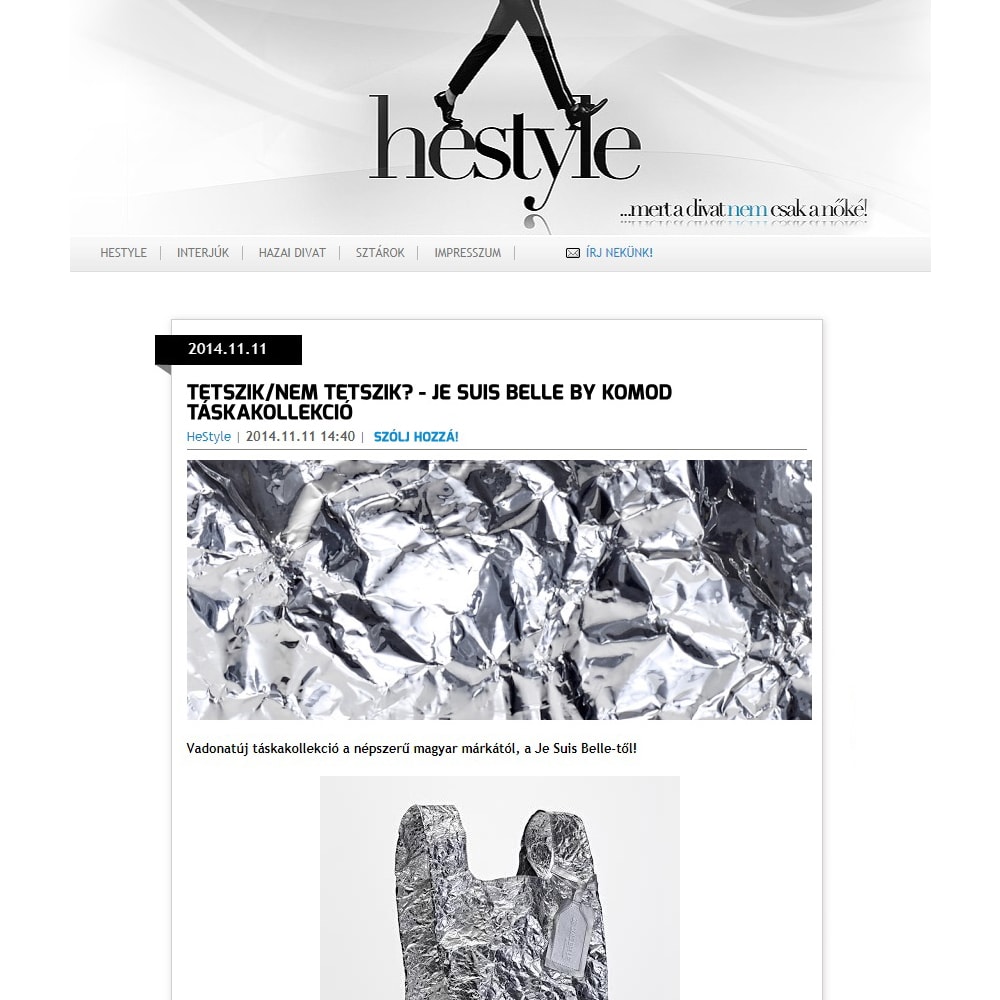 hestyle
...mert a divat nem csak a nőké!
HESTYLE
INTERJÚK
HAZAI DIVAT
SZTÁROK
IMPRESSZUM
ÍRJ NEKÜNK!
2014.11.11
TETSZIK/NEM TETSZIK? - JE SUIS BELLE BY KOMOD
TÁSKAKOLLEKCIÓ
HeStyle | 2014.11.11 14:40 | SZÓLJ HOZZÁ!
Vadonatúj táskakollekció a népszerű magyar márkától, a Je Suis Belle-től!